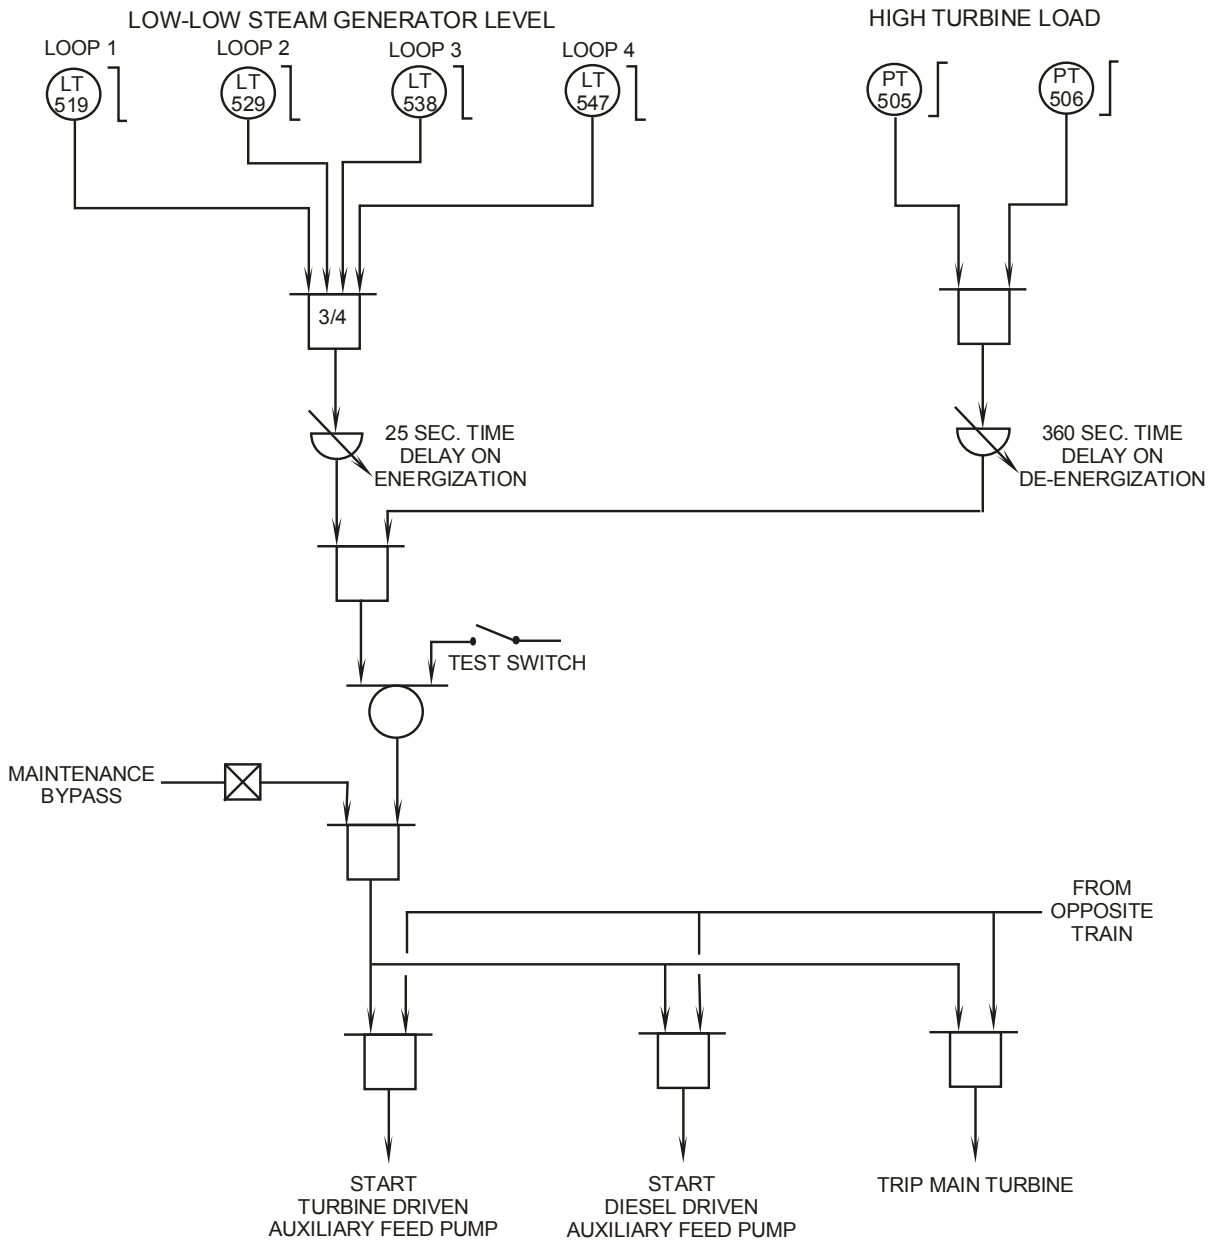 LOW-LOW STEAM GENERATOR LEVEL
HIGH TURBINE LOAD
LOOP 1
LOOP 2
LOOP 3
LOOP 4
LT
519
LT
529
LT
538
LT
547
PT
505
PT
506
3/4
25 SEC. TIME
DELAY ON
ENERGIZATION
360 SEC. TIME
DELAY ON
DE-ENERGIZATION
TEST SWITCH
MAINTENANCE
BYPASS
FROM
OPPOSITE
TRAIN
START
TURBINE DRIVEN
AUXILIARY FEED PUMP
START
DIESEL DRIVEN
AUXILIARY FEED PUMP
TRIP MAIN TURBINE